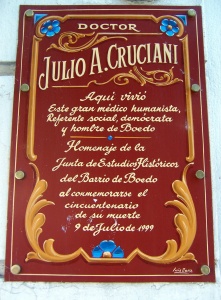 DOCTOR
JULIO A. CRUCIANI
Aqui vivió
Este gran médico humanista,
Referente social, demócrata
y hombre de Boedo
Homenaje de la
Junta de Estudios Históricos
del Barrio de Boedo
al conmemorarse el
cincuentenario
de su muerte
9 de Julio de 1999